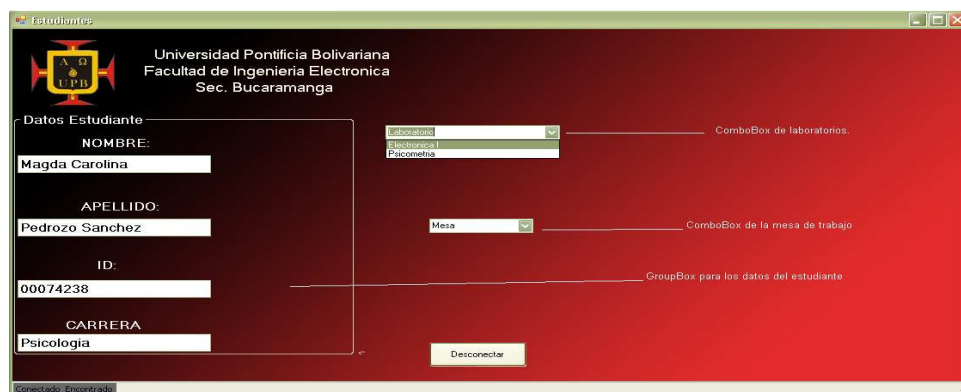 Estudiantes
A Ω
UPB
Universidad Pontificia Bolivariana
Facultad de Ingenieria Electronica
Sec. Bucaramanga
Datos Estudiante
NOMBRE:
Magda Carolina
APELLIDO:
Pedrozo Sanchez
ID:
00074238
CARRERA
Psicologia
Laboratorio
Electronica I
Psicometria
ComboBox de laboratorios.
Mesa
ComboBox de la mesa de trabajo
GroupBox para los datos del estudiante
Desconectar
Conectado Encontrado